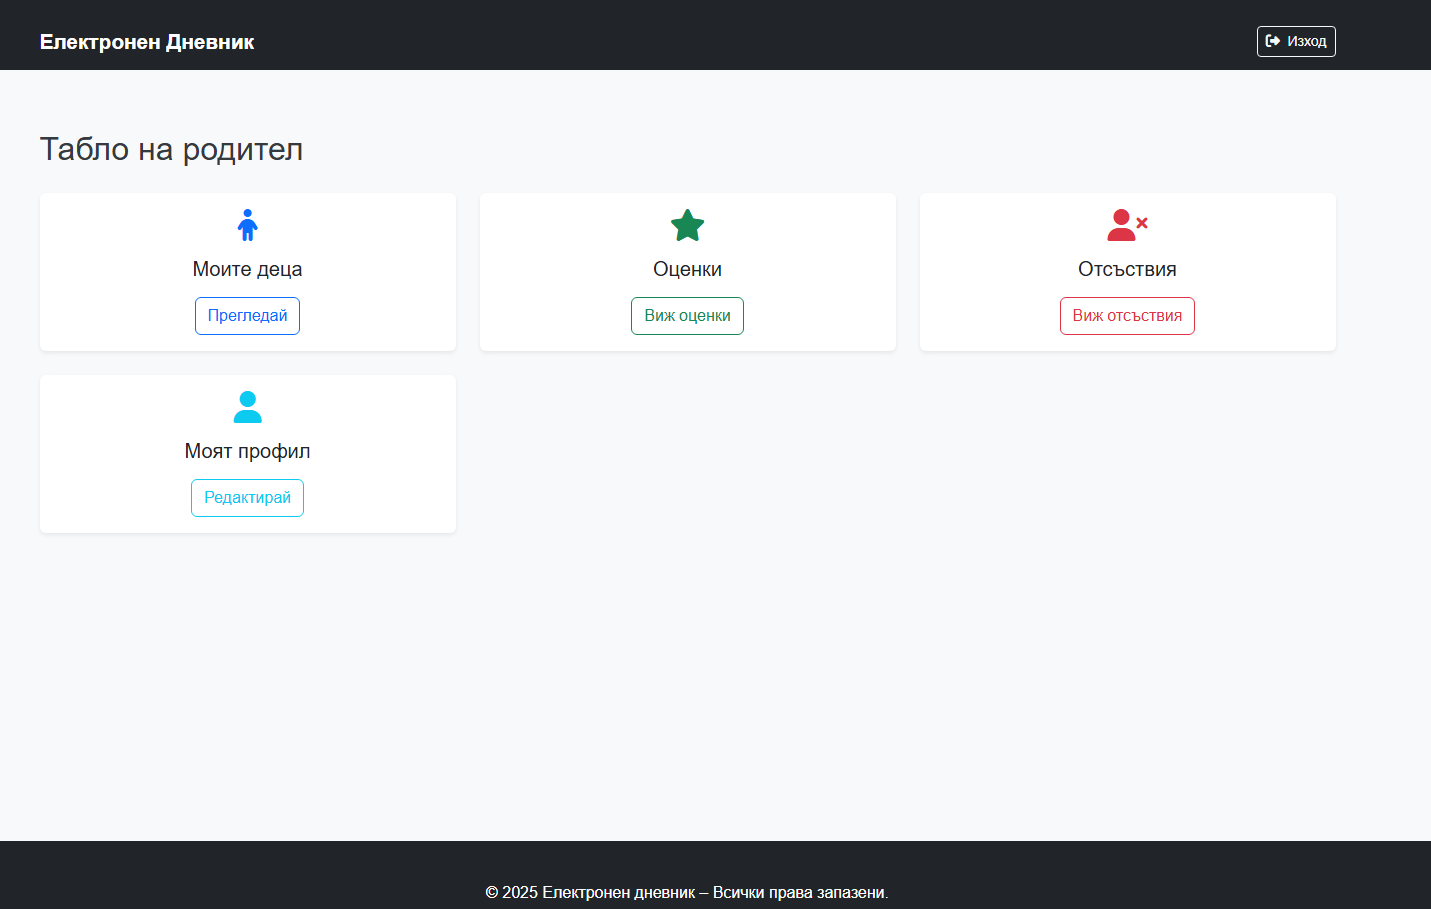 Електронен Дневник
Изход
Табло на родител
Моите деца
Прегледай
Оценки
Виж оценки
Отсъствия
Виж отсъствия
Моят профил
Редактирай
© 2025 Електронен дневник – Всички права запазени.